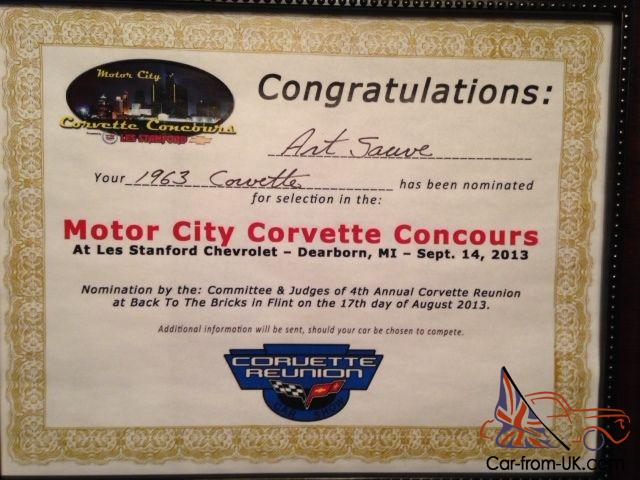 Motor City
Corvette Concours
LES STANFORD
Congratulations:
Art Sauve
Your 1963 Corvette has been nominated
for selection in the:
Motor City Corvette Concours
At Les Stanford Chevrolet – Dearborn, MI – Sept. 14, 2013
Nomination by the: Committee & Judges of 4th Annual Corvette Reunion
at Back To The Bricks in Flint on the 17th day of August 2013.
Additional information will be sent, should your car be chosen to compete.
CORVETTE
REUNION
CAR SHOW
Car-from-UK.com